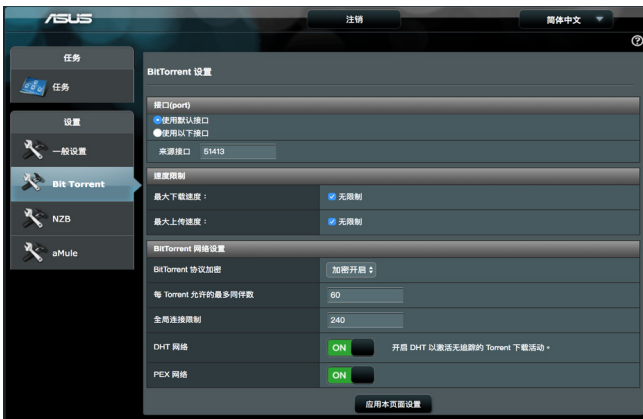 ASUS
注销
简体中文
任务
任务
设置
一般设置
Bit Torrent
NZB
aMule
BitTorrent 设置
接口(port)
使用默认接口
使用以下接口
来源接口 51413
速度限制
最大下载速度： 无限制
最大上传速度： 无限制
BitTorrent 网络设置
BitTorrent 协议加密 加密开启
每 Torrent 允许的最多同伴数 60
全局连接限制 240
DHT 网络 ON 开启 DHT 以激活无追踪的 Torrent 下载活动。
PEX 网络 ON
应用本页面设置